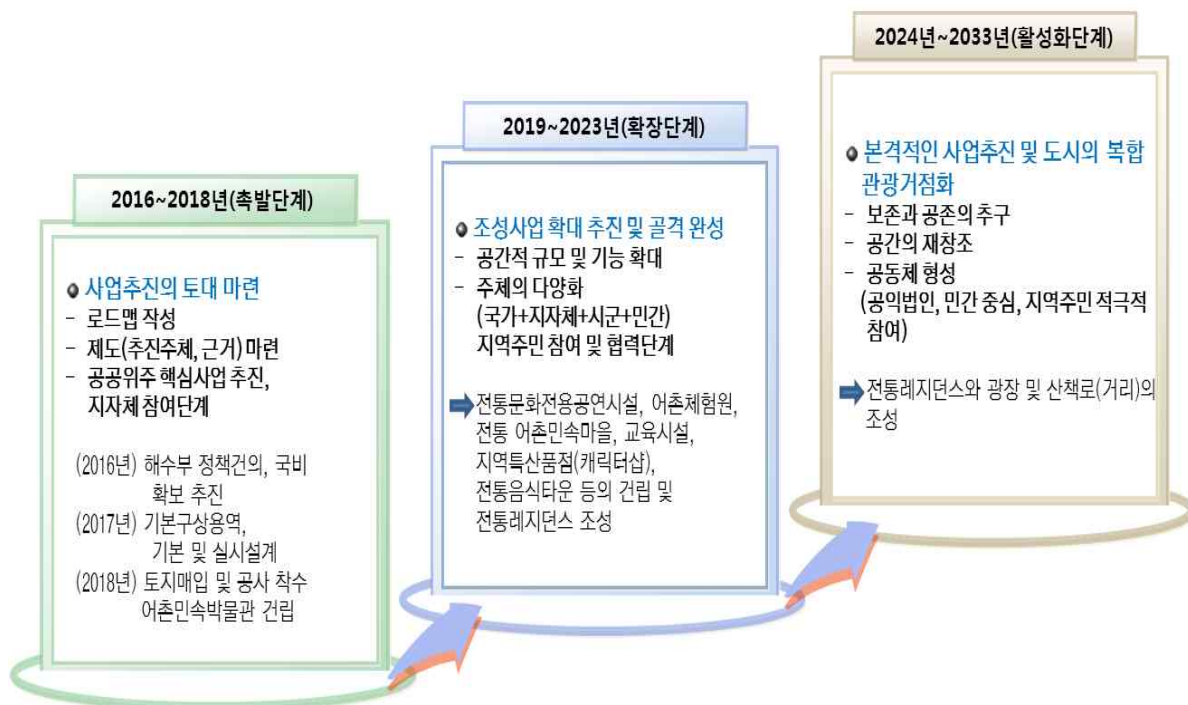 2016~2018년(촉발단계)
사업추진의 토대 마련
- 로드맵 작성
- 제도(추진주체, 근거) 마련
- 공공위주 핵심사업 추진,
지자체 참여단계
(2016년) 해수부 정책건의, 국비
확보 추진
(2017년) 기본구상용역,
기본 및 실시설계
(2018년) 토지매입 및 공사 착수
어촌민속박물관 건립
2019~2023년(확장단계)
조성사업 확대 추진 및 골격 완성
- 공간적 규모 및 기능 확대
- 주체의 다양화
(국가+지자체+시군+민간)
지역주민 참여 및 협력단계
전통문화전용공연시설, 어촌체험원,
전통 어촌민속마을, 교육시설,
지역특산품점(캐릭터샵),
전통음식타운 등의 건립 및
전통레지던스 조성
2024년~2033년(활성화단계)
본격적인 사업추진 및 도시의 복합
관광거점화
- 보존과 공존의 추구
- 공간의 재창조
- 공동체 형성
(공익법인, 민간 중심, 지역주민 적극적
참여)
전통레지던스와 광장 및 산책로(거리)의
조성